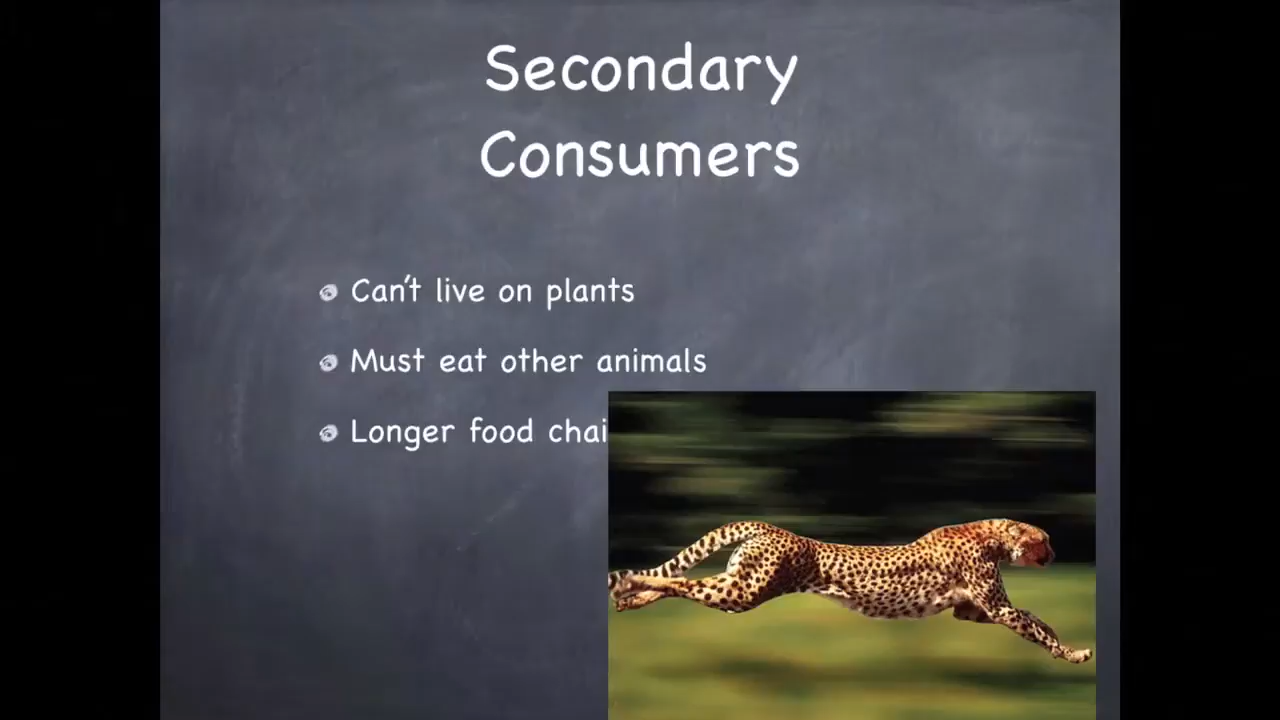 Secondary
Consumers
Can't live on plants
Must eat other animals
Longer food chai